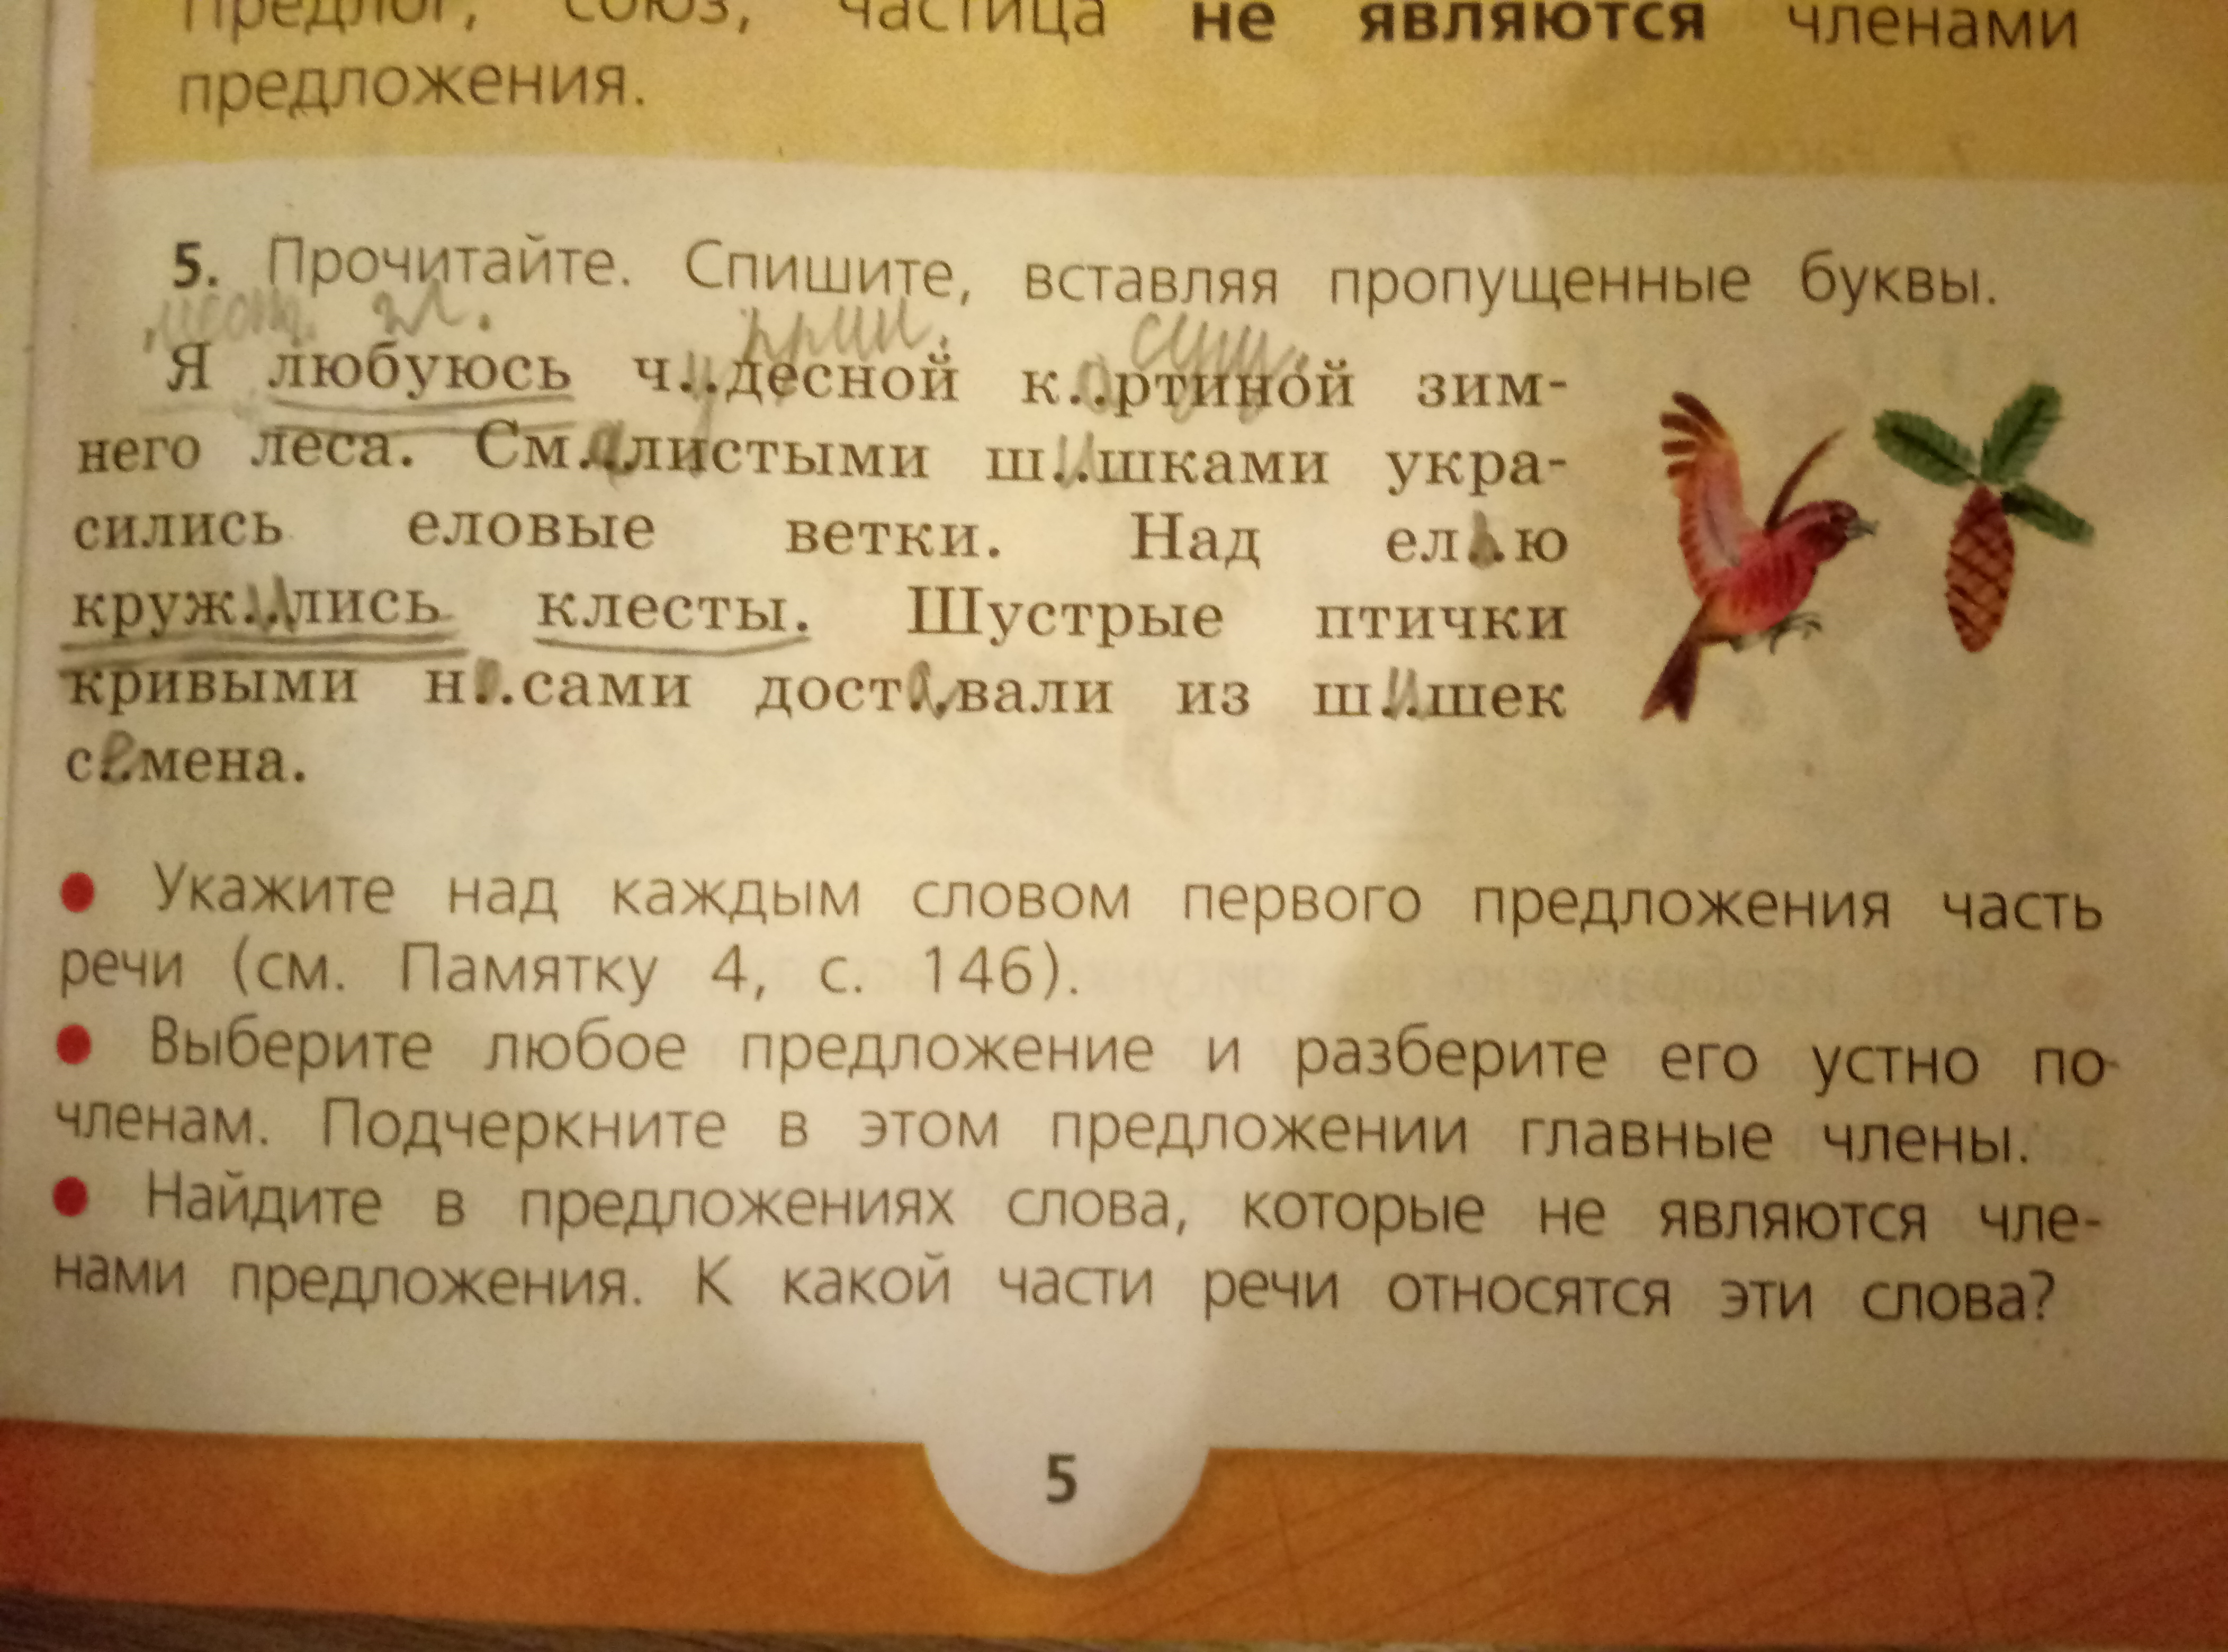 Предлог, союз, частица не являются членами
предложения.
5. Прочитайте. Спишите, вставляя пропущенные буквы.
мест. гл. прил. сущ.
Я любуюсь ч у..десной к а..ртиной зим-
него леса. См а..листыми ш и..шками укра-
сились еловые ветки. Над ел ь..ю
круж и..лись клесты. Шустрые птички
кривыми н о..сами дост а..вали из ш и..шек
с е..мена.
● Укажите над каждым словом первого предложения часть
речи (см. Памятку 4, с. 146).
● Выберите любое предложение и разберите его устно по
членам. Подчеркните в этом предложении главные члены.
● Найдите в предложениях слова, которые не являются чле-
нами предложения. К какой части речи относятся эти слова?
5